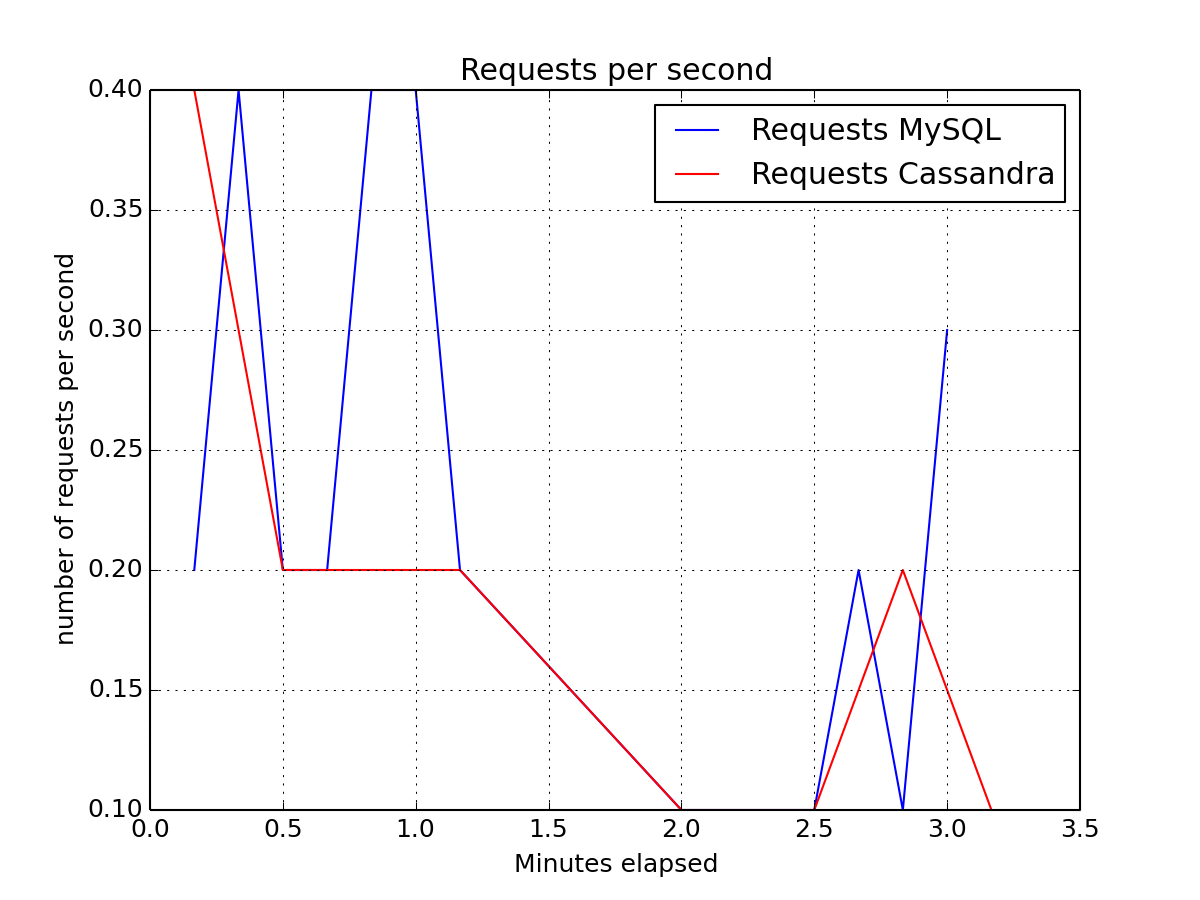 Requests per second
Requests MySQL
Requests Cassandra
number of requests per second
0.40
0.35
0.30
0.25
0.20
0.15
0.10
0.0 0.5 1.0 1.5 2.0 2.5 3.0 3.5
Minutes elapsed